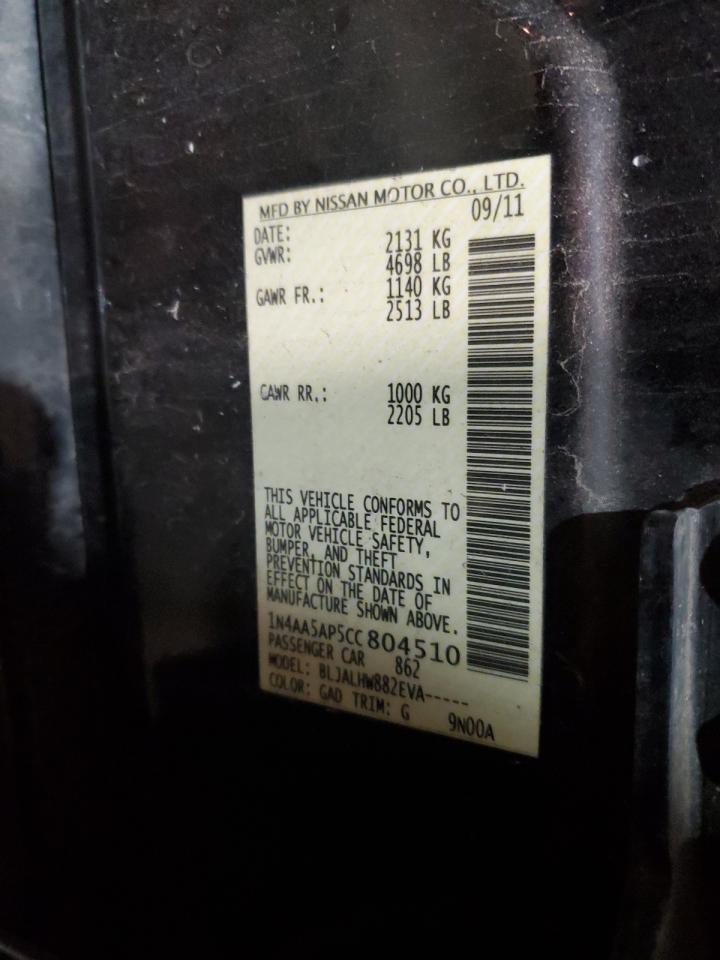 MFD BY NISSAN MOTOR CO., LTD.
DATE: 09/11
GVWR: 2131 KG
4698 LB
GAWR FR.: 1140 KG
2513 LB
GAWR RR.: 1000 KG
2205 LB
THIS VEHICLE CONFORMS TO
ALL APPLICABLE FEDERAL
MOTOR VEHICLE SAFETY,
BUMPER, AND THEFT
PREVENTION STANDARDS IN
EFFECT ON THE DATE OF
MANUFACTURE SHOWN ABOVE.
1N4AA5AP5CC804510
PASSENGER CAR 862
MODEL: BLJALHW882EVA-----
COLOR: GAD TRIM: G 9N00A